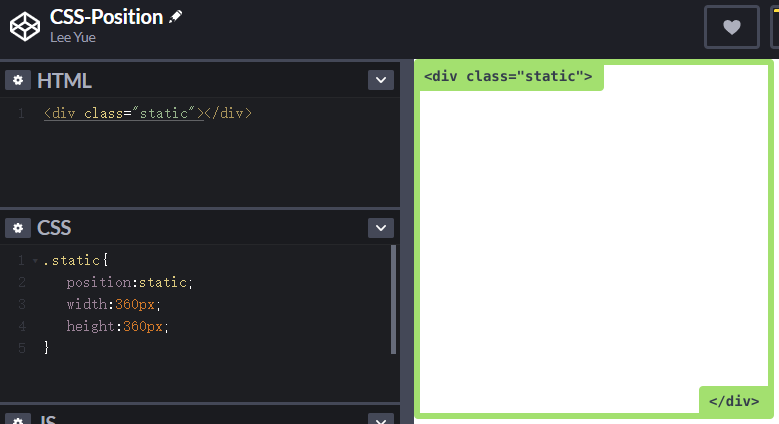 CSS-Position
Lee Yue
HTML
1 <div class="static"></div>
CSS
1 .static{
2 position:static;
3 width:360px;
4 height:360px;
5 }
JS
<div class="static">
</div>